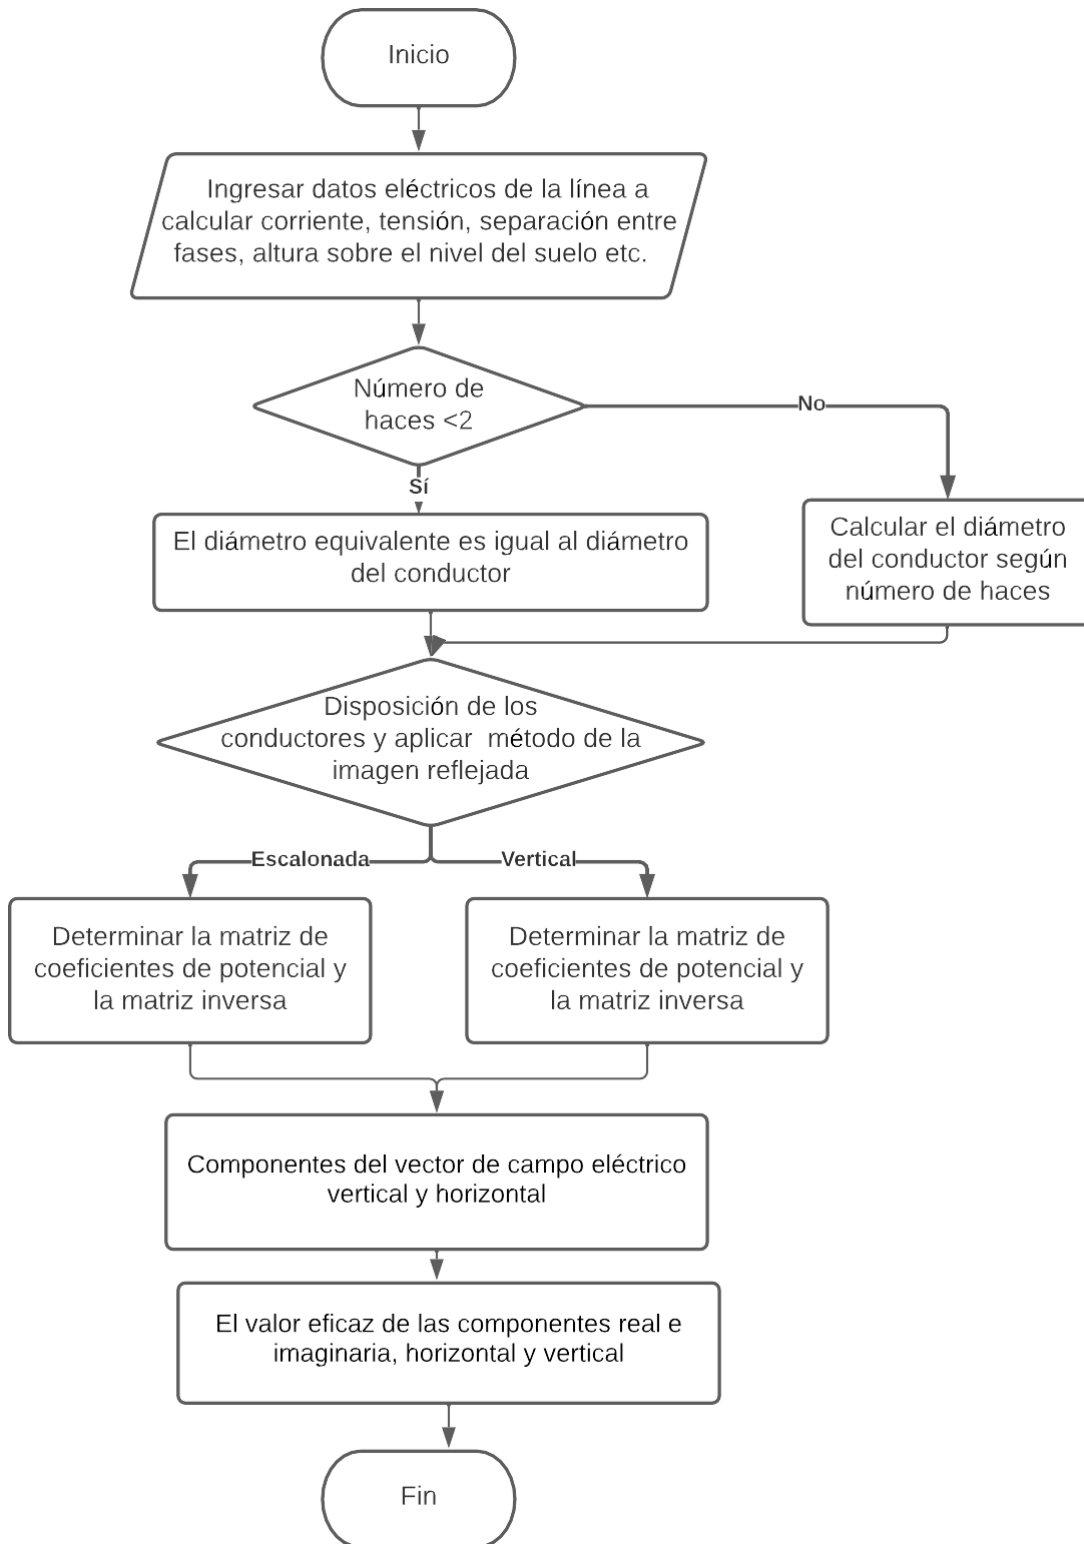 Inicio
Ingresar datos eléctricos de la línea a
calcular corriente, tensión, separación entre
fases, altura sobre el nivel del suelo etc.
Número de
haces <2
No
Sí
El diámetro equivalente es igual al diámetro
del conductor
Calcular el diámetro
del conductor según
número de haces
Disposición de los
conductores y aplicar  método de la
imagen reflejada
Escalonada
Vertical
Determinar la matriz de
coeficientes de potencial y
la matriz inversa
Determinar la matriz de
coeficientes de potencial y
la matriz inversa
Componentes del vector de campo eléctrico
vertical y horizontal
El valor eficaz de las componentes real e
imaginaria, horizontal y vertical
Fin